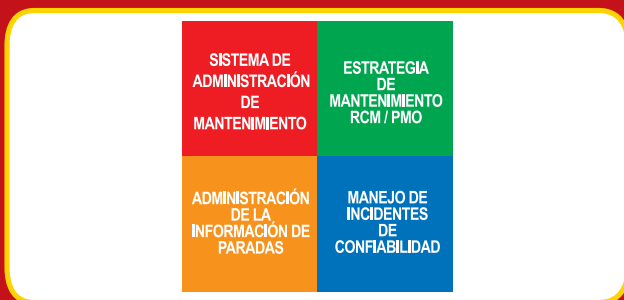 SISTEMA DE
ADMINISTRACIÓN
DE
MANTENIMIENTO
ESTRATEGIA
DE
MANTENIMIENTO
RCM / PMO
ADMINISTRACIÓN
DE LA
INFORMACIÓN DE
PARADAS
MANEJO DE
INCIDENTES
DE
CONFIABILIDAD